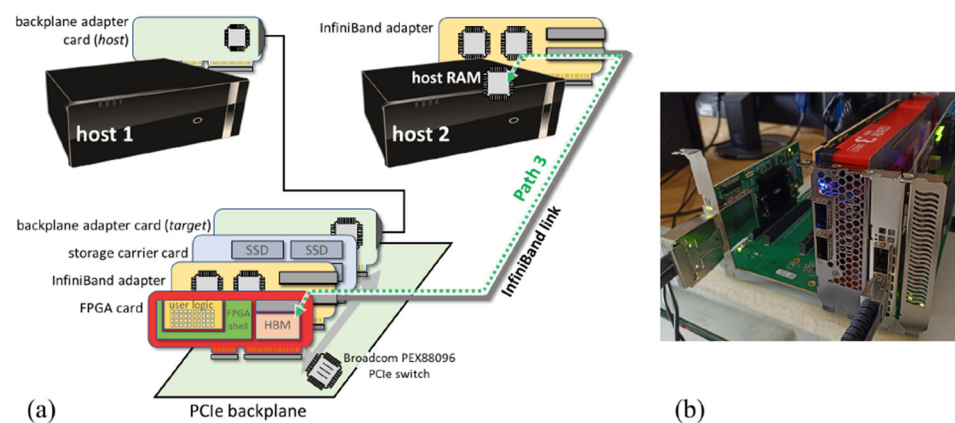 backplane adapter
card (host)
InfiniBand adapter
host RAM
host 1
host 2
Path 3
InfiniBand link
backplane adapter card (target)
storage carrier card
SSD SSD
InfiniBand adapter
FPGA card
user logic
FPGA
shell
HBM
Broadcom PEX88096
PCIe switch
PCIe backplane
(a)
(b)